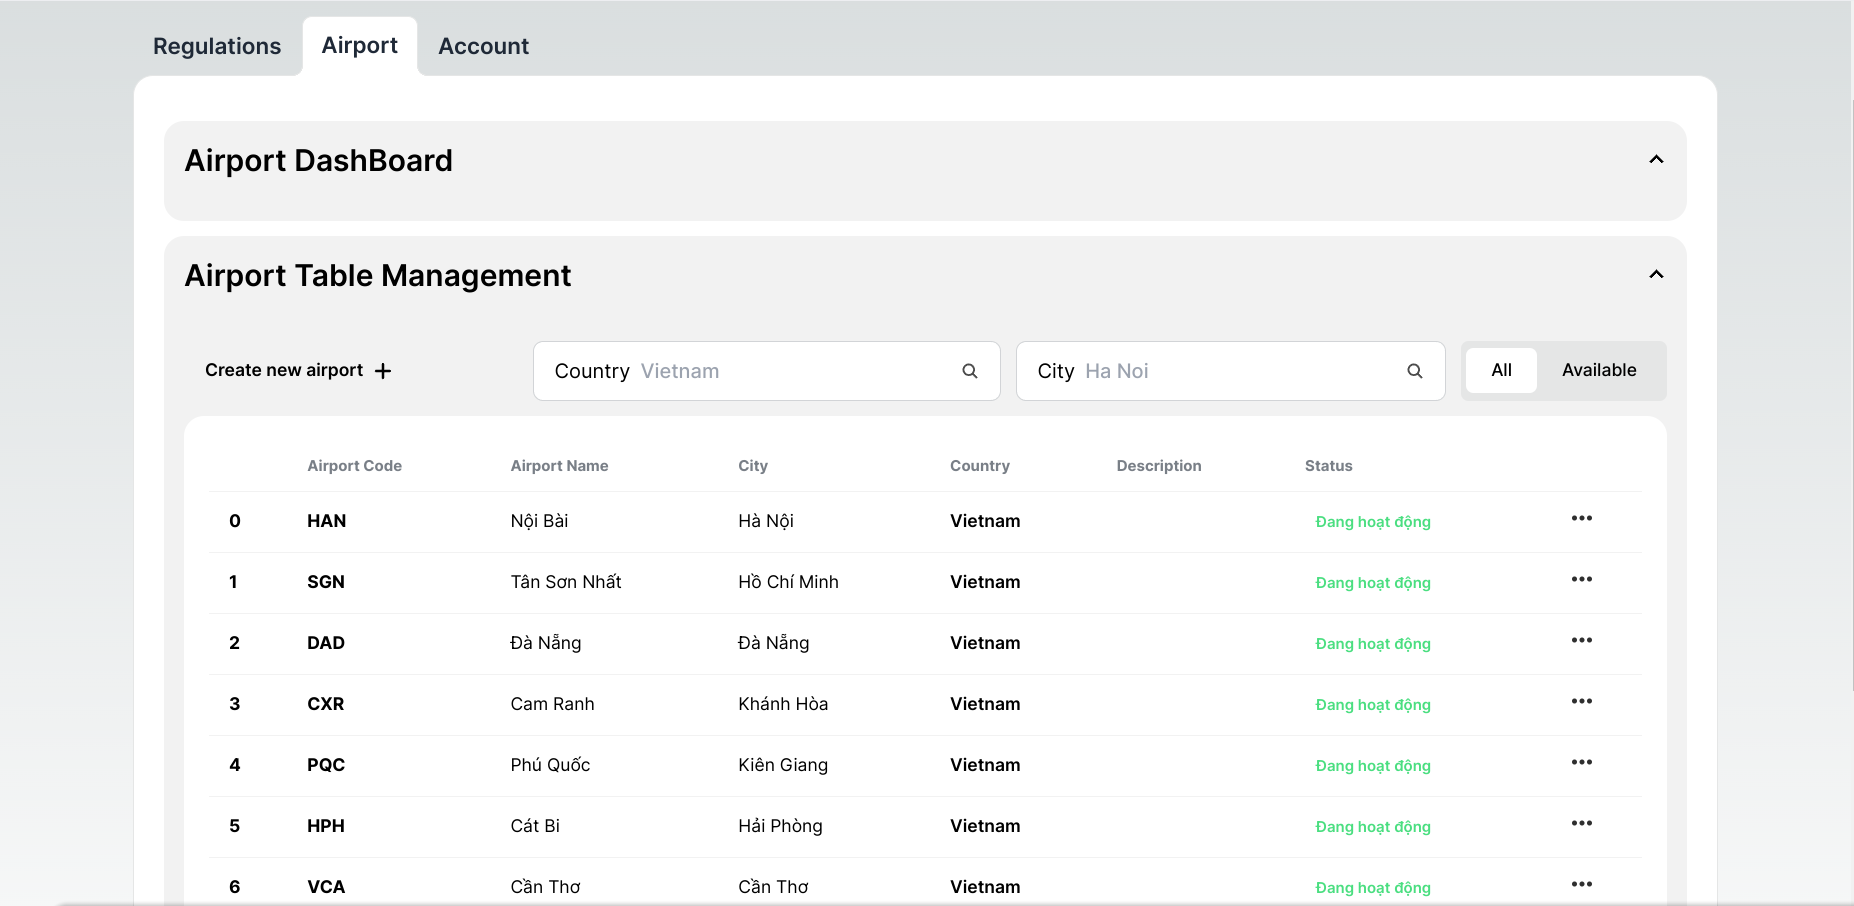 Regulations Airport Account
Airport DashBoard
Airport Table Management
Create new airport + Country Vietnam City Ha Noi All Available
Airport Code Airport Name City Country Description Status
0 HAN Nội Bài Hà Nội Vietnam Đang hoạt động
1 SGN Tân Sơn Nhất Hồ Chí Minh Vietnam Đang hoạt động
2 DAD Đà Nẵng Đà Nẵng Vietnam Đang hoạt động
3 CXR Cam Ranh Khánh Hòa Vietnam Đang hoạt động
4 PQC Phú Quốc Kiên Giang Vietnam Đang hoạt động
5 HPH Cát Bi Hải Phòng Vietnam Đang hoạt động
6 VCA Cần Thơ Cần Thơ Vietnam Đang hoạt động